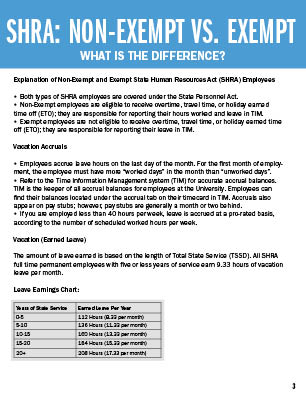 SHRA: NON-EXEMPT VS. EXEMPT
WHAT IS THE DIFFERENCE?
Explanation of Non-Exempt and Exempt State Human Resources Act (SHRA) Employees
• Both types of SHRA employees are covered under the State Personnel Act.
• Non-Exempt employees are eligible to receive overtime, travel time, or holiday earned
time off (ETO); they are responsible for reporting their hours worked and leave in TIM.
• Exempt employees are not eligible to receive overtime, travel time, or holiday earned time
off (ETO); they are responsible for reporting their leave in TIM.
Vacation Accruals
• Employees accrue leave hours on the last day of the month. For the first month of employ-
ment, the employee must have more "worked days" in the month than "unworked days".
• Refer to the Time Information Management system (TIM) for accurate accrual balances.
TIM is the keeper of all accrual balances for employees at the University. Employees can
find their balances located under the accrual tab on their timecard in TIM. Accruals also
appear on pay stubs; however, pay stubs are generally a month or two behind.
• If you are employed less than 40 hours per week, leave is accrued at a pro-rated basis,
according to the number of scheduled worked hours per week.
Vacation (Earned Leave)
The amount of leave earned is based on the length of Total State Service (TSSD). All SHRA
full time permanent employees with five or less years of service earn 9.33 hours of vacation
leave per month.
Leave Earnings Chart:
Years of State Service Earned Leave Per Year
0-5 112 Hours (9.33 per month)
5-10 136 Hours (11.33 per month)
10-15 160 Hours (13.33 per month)
15-20 184 Hours (15.33 per month)
20+ 208 Hours (17.33 per month)
3